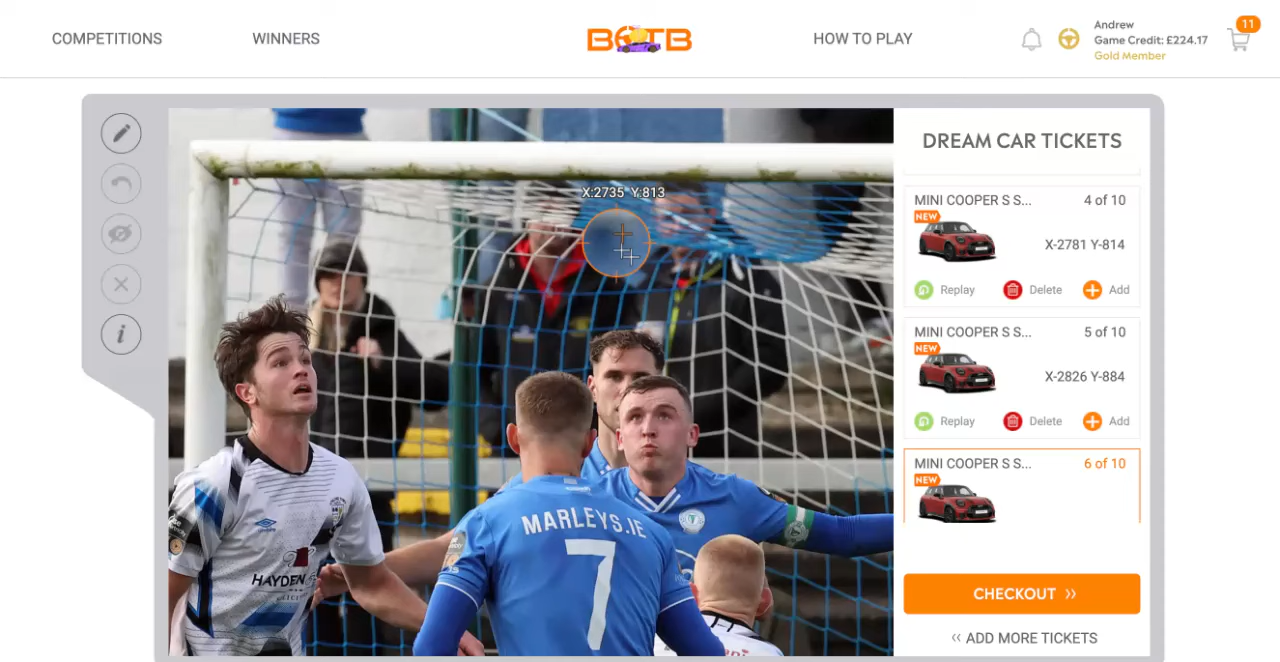 COMPETITIONS
WINNERS
BOTB
HOW TO PLAY
Andrew
Game Credit: £224.17
Gold Member
11
DREAM CAR TICKETS
X:2735 Y:813
MINI COOPER S S... 4 of 10
NEW
X-2781 Y-814
Replay Delete Add
MINI COOPER S S... 5 of 10
NEW
X-2826 Y-884
Replay Delete Add
MINI COOPER S S... 6 of 10
NEW
i
MARLEYS.IE
7
HAYDEN
CHECKOUT »
« ADD MORE TICKETS